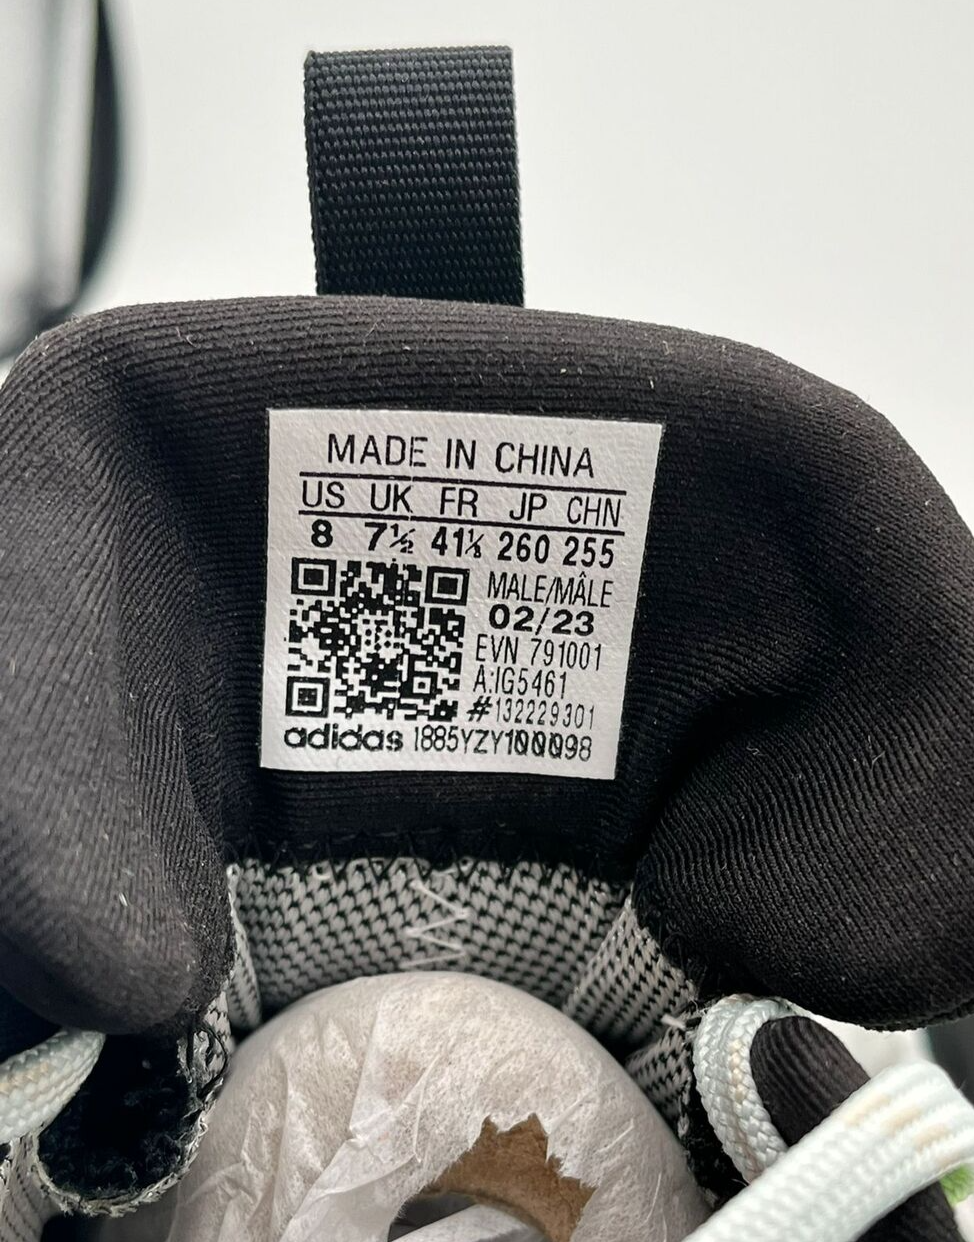 MADE IN CHINA
US UK FR JP CHN
8 7½ 41⅓ 260 255
MALE/MÂLE
02/23
EVN 791001
A:IG5461
#132229301
adidas 1885YZY100098